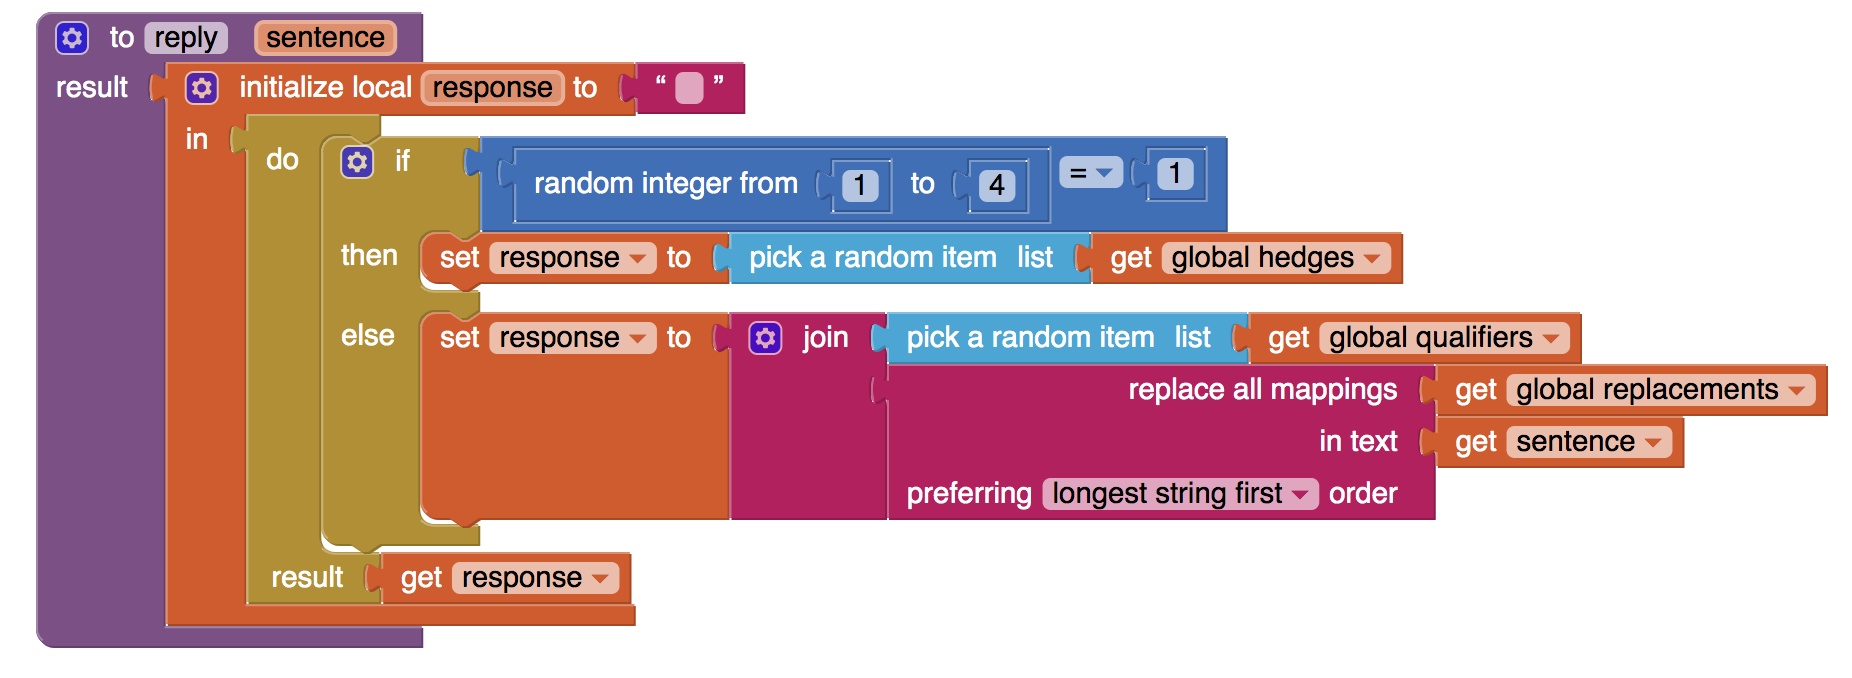 to reply sentence
result initialize local response to “ ”
in
do if random integer from 1 to 4 = 1
then set response to pick a random item list get global hedges
else set response to join pick a random item list get global qualifiers
replace all mappings get global replacements
in text get sentence
preferring longest string first order
result get response